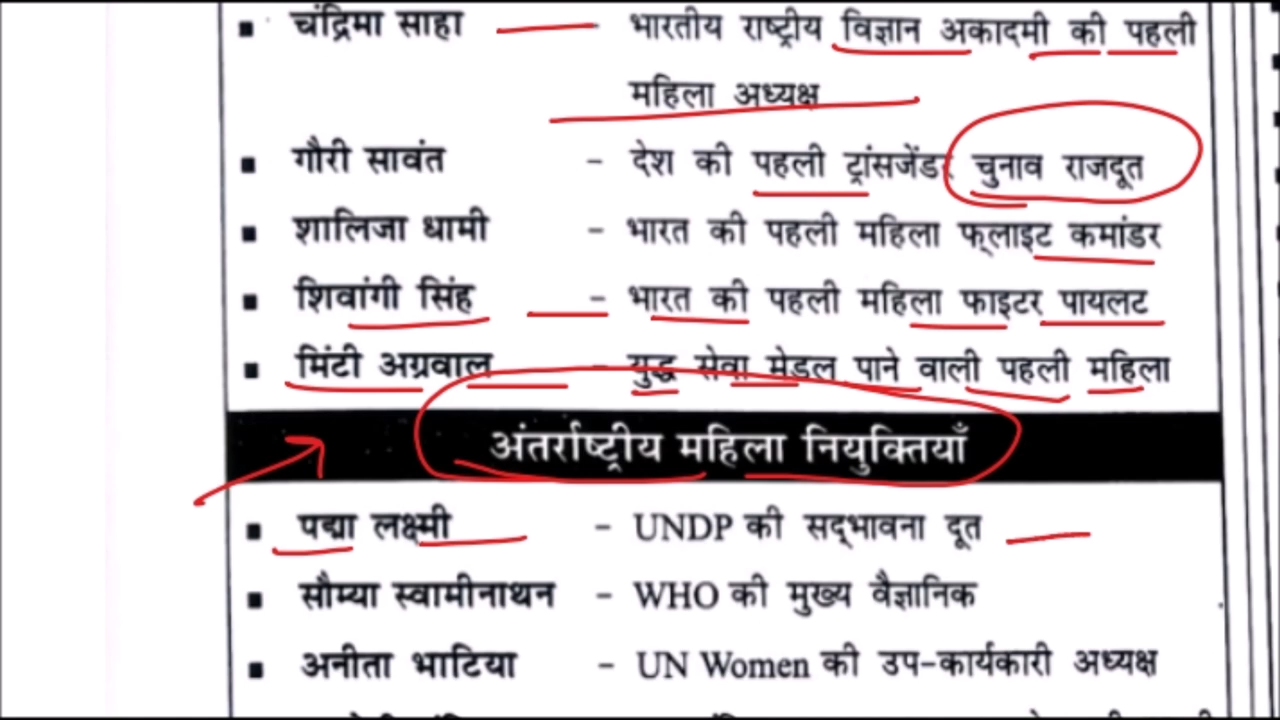 ▪ चंद्रिमा साहा - भारतीय राष्ट्रीय विज्ञान अकादमी की पहली
महिला अध्यक्ष
▪ गौरी सावंत - देश की पहली ट्रांसजेंडर चुनाव राजदूत
▪ शालिजा धामी - भारत की पहली महिला फ्लाइट कमांडर
▪ शिवांगी सिंह - भारत की पहली महिला फाइटर पायलट
▪ मिंटी अग्रवाल - युद्ध सेवा मेडल पाने वाली पहली महिला
अंतर्राष्ट्रीय महिला नियुक्तियाँ
▪ पद्मा लक्ष्मी - UNDP की सद्‌भावना दूत
▪ सौम्या स्वामीनाथन - WHO की मुख्य वैज्ञानिक
▪ अनीता भाटिया - UN Women की उप-कार्यकारी अध्यक्ष